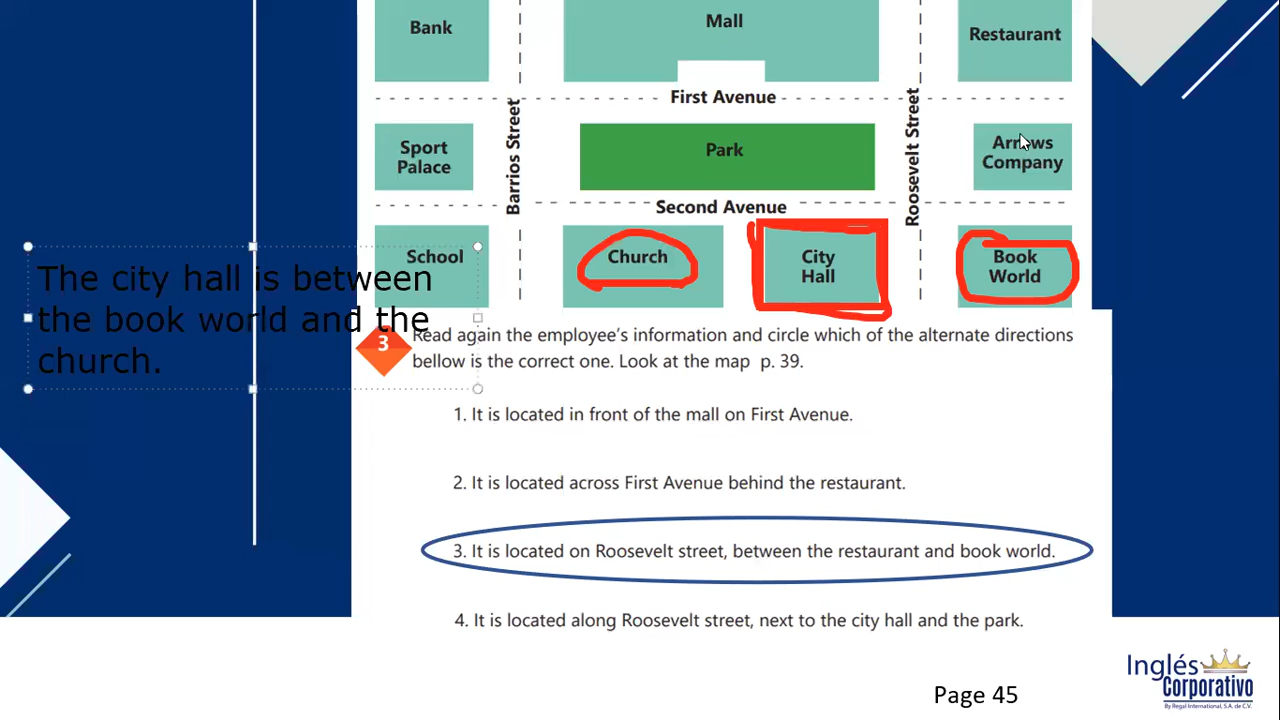 Bank
Mall
Restaurant
First Avenue
Barrios Street
Roosevelt Street
Sport
Palace
Park
Arrows
Company
Second Avenue
School
Church
City
Hall
Book
World
The city hall is between
the book world and the
church.
3
Read again the employee's information and circle which of the alternate directions
bellow is the correct one. Look at the map p. 39.
1. It is located in front of the mall on First Avenue.
2. It is located across First Avenue behind the restaurant.
3. It is located on Roosevelt street, between the restaurant and book world.
4. It is located along Roosevelt street, next to the city hall and the park.
Inglés
Corporativo
By Regal International, S.A. de C.V.
Page 45